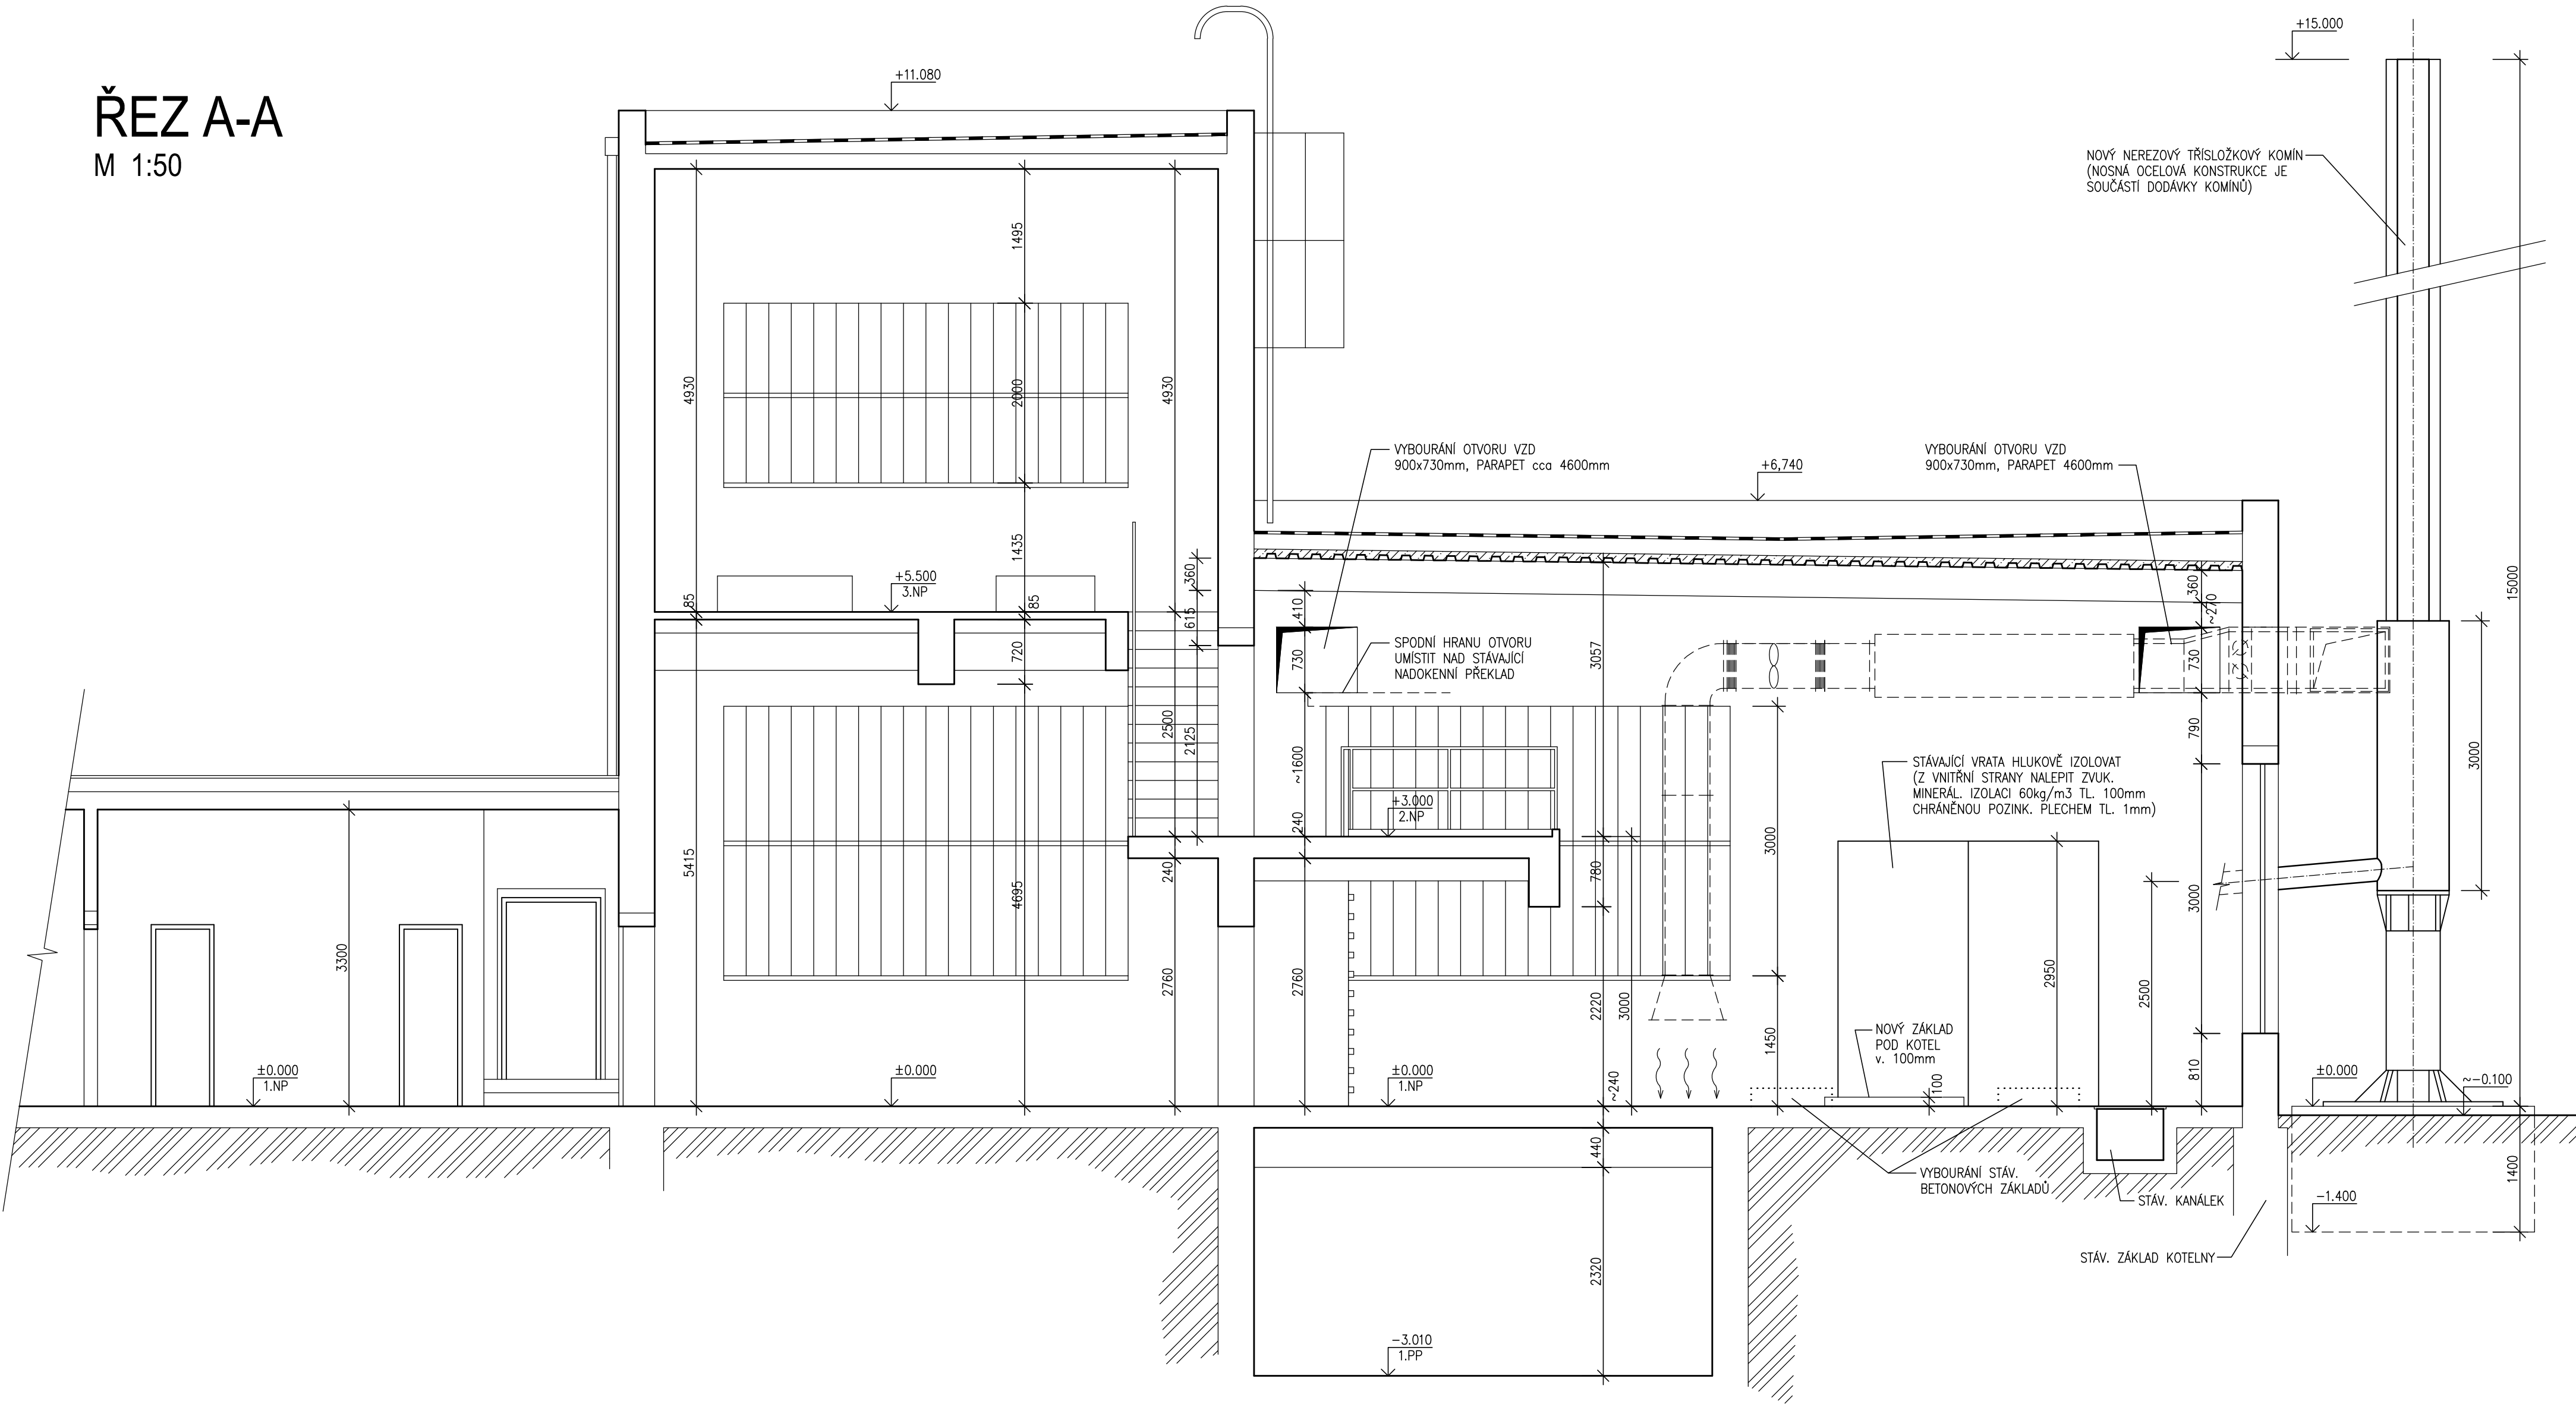 ŘEZ A-A
M 1:50
+11.080
+15.000
NOVÝ NEREZOVÝ TŘÍSLOŽKOVÝ KOMÍN
(NOSNÁ OCELOVÁ KONSTRUKCE JE
SOUČÁSTÍ DODÁVKY KOMÍNŮ)
1495
4930
2000
4930
1435
85
85
+5.500
3.NP
360
615
720
2500
2125
5415
4695
240
2760
3300
±0.000
1.NP
±0.000
VYBOURÁNÍ OTVORU VZD
900x730mm, PARAPET cca 4600mm
+6,740
VYBOURÁNÍ OTVORU VZD
900x730mm, PARAPET 4600mm
410
730
~1600
240
2760
SPODNÍ HRANU OTVORU
UMÍSTIT NAD STÁVAJÍCÍ
NADOKENNÍ PŘEKLAD
3057
+3.000
2.NP
780
2220
3000
~240
±0.000
1.NP
3000
1450
STÁVAJÍCÍ VRATA HLUKOVĚ IZOLOVAT
(Z VNITŘNÍ STRANY NALEPIT ZVUK.
MINERÁL. IZOLACI 60kg/m3 TL. 100mm
CHRÁNĚNOU POZINK. PLECHEM TL. 1mm)
NOVÝ ZÁKLAD
POD KOTEL
v. 100mm
100
2950
2500
360
~270
730
790
3000
810
3000
15000
±0.000
~-0.100
1400
-1.400
440
2320
-3.010
1.PP
VYBOURÁNÍ STÁV.
BETONOVÝCH ZÁKLADŮ
STÁV. KANÁLEK
STÁV. ZÁKLAD KOTELNY